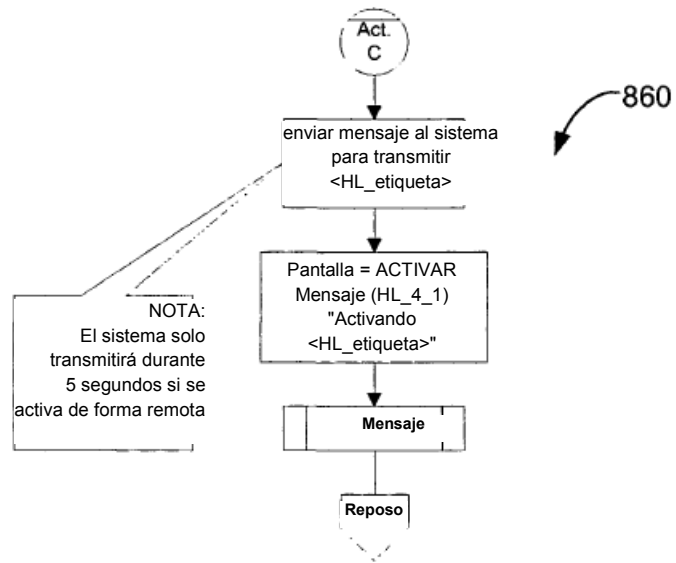 Act.
C
860
enviar mensaje al sistema
para transmitir
<HL_etiqueta>
Pantalla = ACTIVAR
Mensaje (HL_4_1)
"Activando
<HL_etiqueta>"
NOTA:
El sistema solo
transmitirá durante
5 segundos si se
activa de forma remota
Mensaje
Reposo